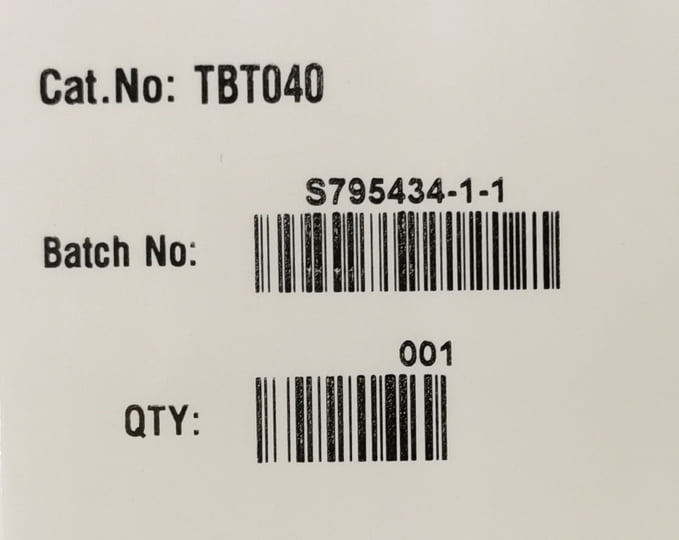 Cat.No: TBT040
S795434-1-1
Batch No:
001
QTY: